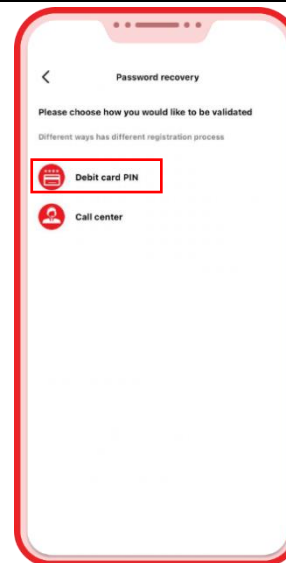 Password recovery
Please choose how you would like to be validated
Different ways has different registration process
Debit card PIN
Call center